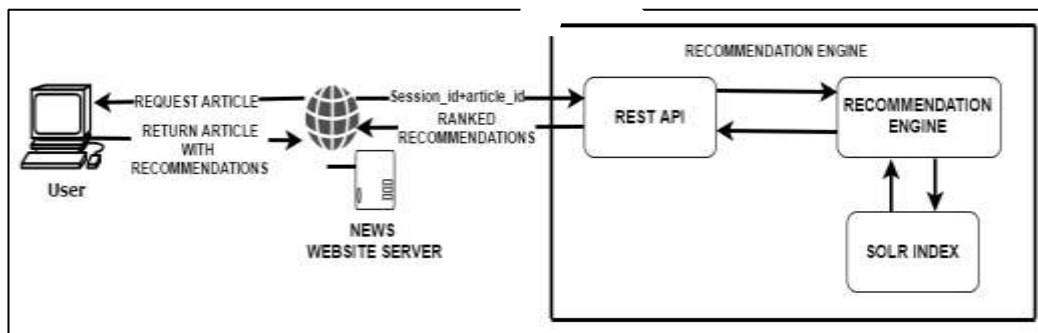 RECOMMENDATION ENGINE
REQUEST ARTICLE
RETURN ARTICLE
WITH
RECOMMENDATIONS
User
Session_id+article_id
RANKED
RECOMMENDATIONS
NEWS
WEBSITE SERVER
REST API
RECOMMENDATION
ENGINE
SOLR INDEX